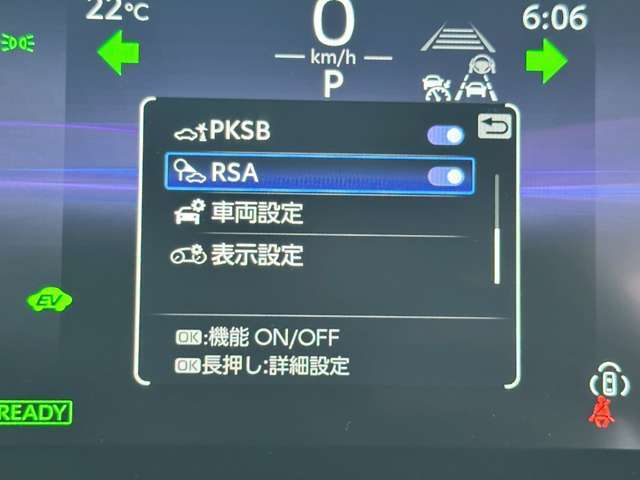 22℃
0
6:06
km/h
P
PKSB
RSA
車両設定
表示設定
OK:機能 ON/OFF
OK長押し:詳細設定
EV
READY